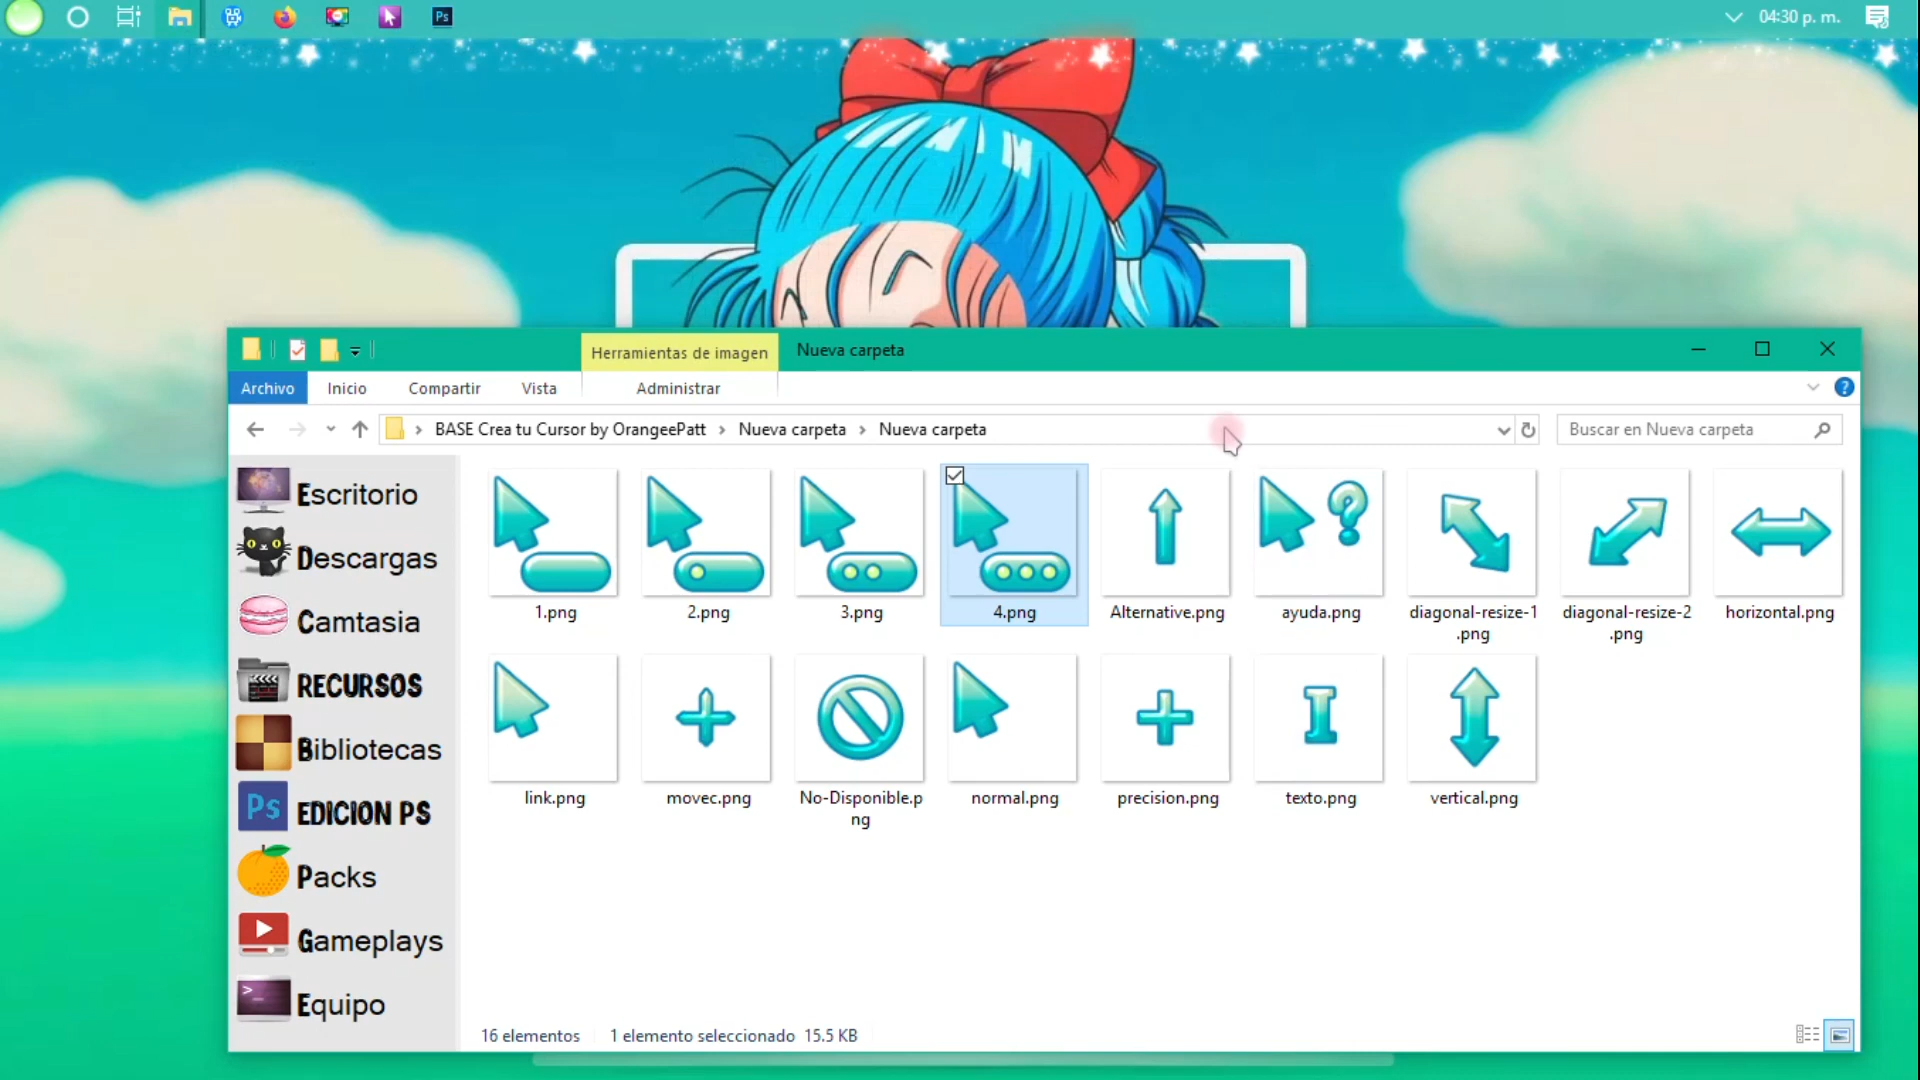 Ps
04:30 p. m.
Herramientas de imagen
Nueva carpeta
Archivo
Inicio
Compartir
Vista
Administrar
?
BASE Crea tu Cursor by OrangeePatt
Nueva carpeta
Nueva carpeta
Buscar en Nueva carpeta
Escritorio
Descargas
Camtasia
RECURSOS
Bibliotecas
Ps
EDICION PS
Packs
Gameplays
>_
Equipo
1.png
2.png
3.png
4.png
Alternative.png
ayuda.png
diagonal-resize-1
.png
diagonal-resize-2
.png
horizontal.png
link.png
movec.png
No-Disponible.p
ng
normal.png
precision.png
texto.png
vertical.png
16 elementos
1 elemento seleccionado 15.5 KB